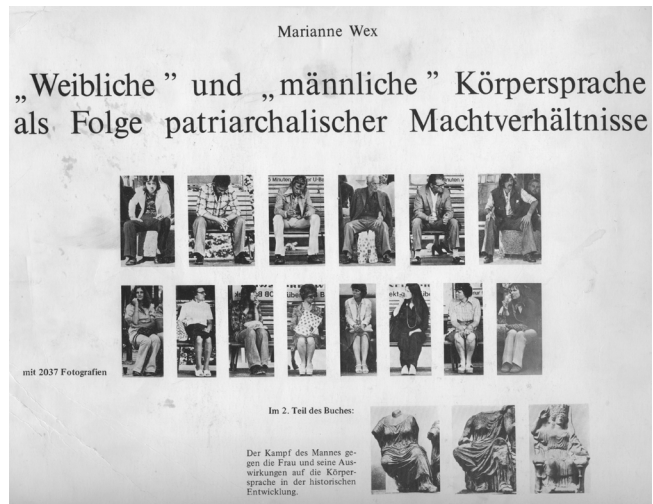 Marianne Wex
„Weibliche” und „männliche” Körpersprache
als Folge patriarchalischer Machtverhältnisse
mit 2037 Fotografien
Im 2. Teil des Buches:
Der Kampf des Mannes ge-
gen die Frau und seine Aus-
wirkungen auf die Körper-
sprache in der historischen
Entwicklung.